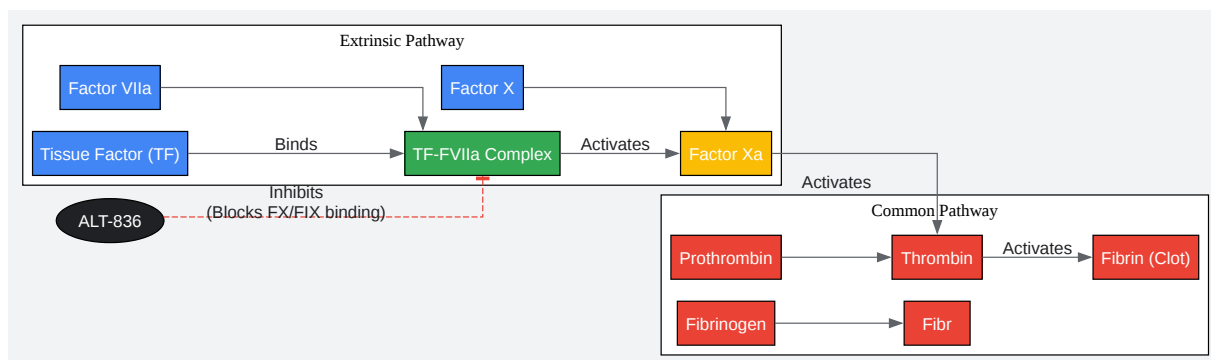 Extrinsic Pathway
Factor VIIa
Factor X
Tissue Factor (TF)
Binds
TF-FVIIa Complex
Activates
Factor Xa
Inhibits
(Blocks FX/FIX binding)
ALT-836
Activates
Common Pathway
Prothrombin
Thrombin
Activates
Fibrin (Clot)
Fibrinogen
Fibr